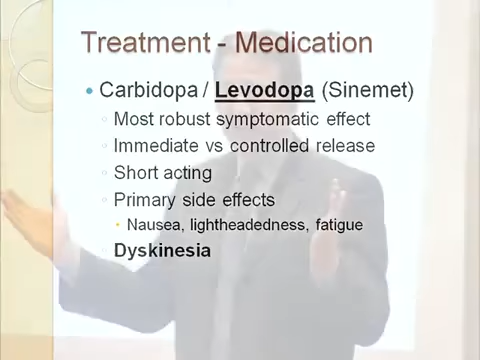 Treatment - Medication
Carbidopa / Levodopa (Sinemet)
Most robust symptomatic effect
Immediate vs controlled release
Short acting
Primary side effects
Nausea, lightheadedness, fatigue
Dyskinesia